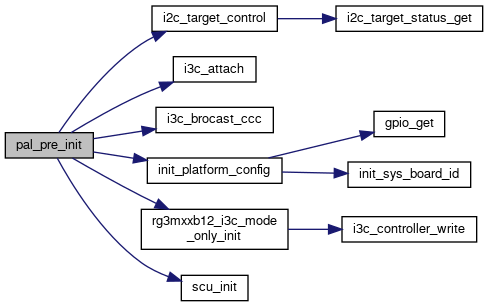 pal_pre_init
i2c_target_control
i2c_target_status_get
i3c_attach
i3c_brocast_ccc
init_platform_config
gpio_get
init_sys_board_id
rg3mxxb12_i3c_mode
_only_init
i3c_controller_write
scu_init